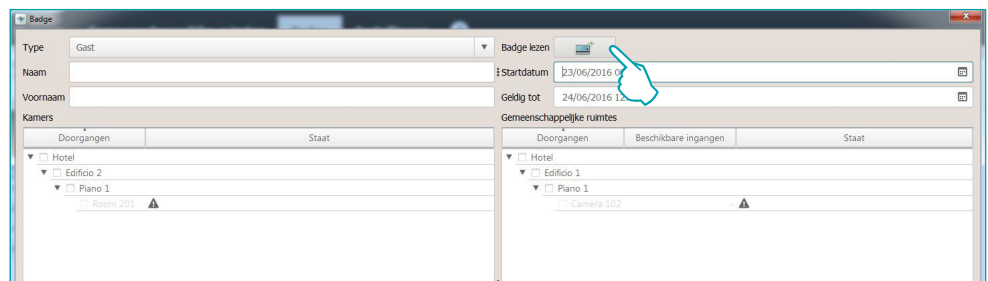 Badge
Type Gast Badge lezen
Naam Startdatum 23/06/2016 0
Voornaam Geldig tot 24/06/2016 12
Kamers Gemeenschappelijke ruimtes
Doorgangen Staat Doorgangen Beschikbare ingangen Staat
Hotel Hotel
Edificio 2 Edificio 1
Piano 1 Piano 1
Room 201 Camera 102